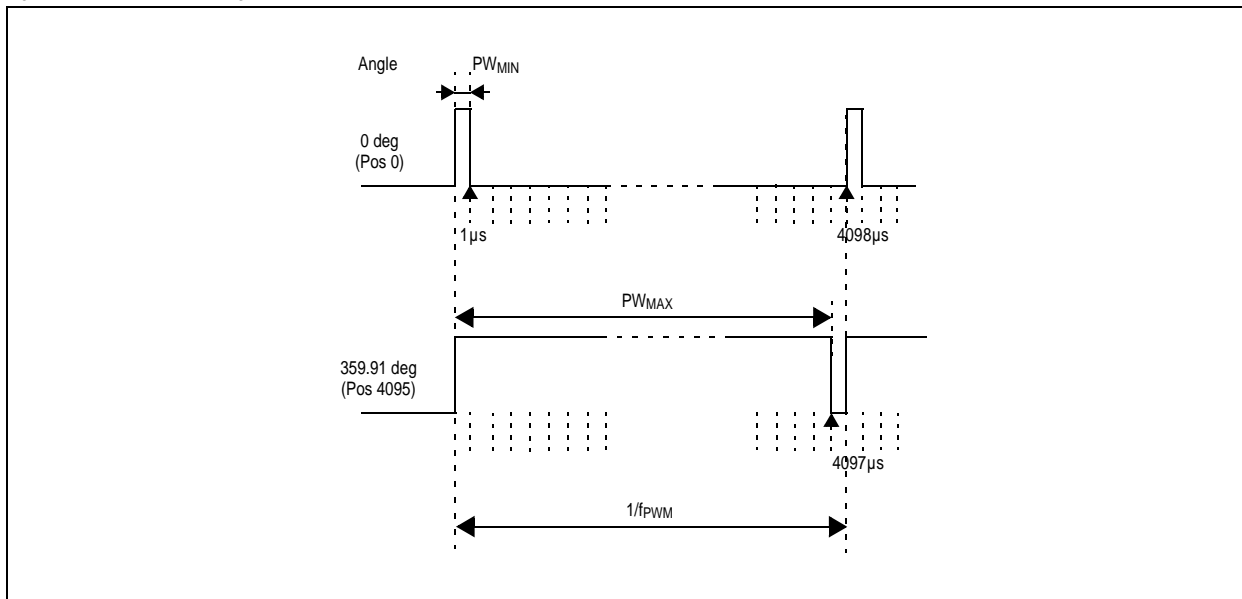 Angle
PWMIN
0 deg
(Pos 0)
1µs
4098µs
PWMAX
359.91 deg
(Pos 4095)
4097µs
1/fPWM